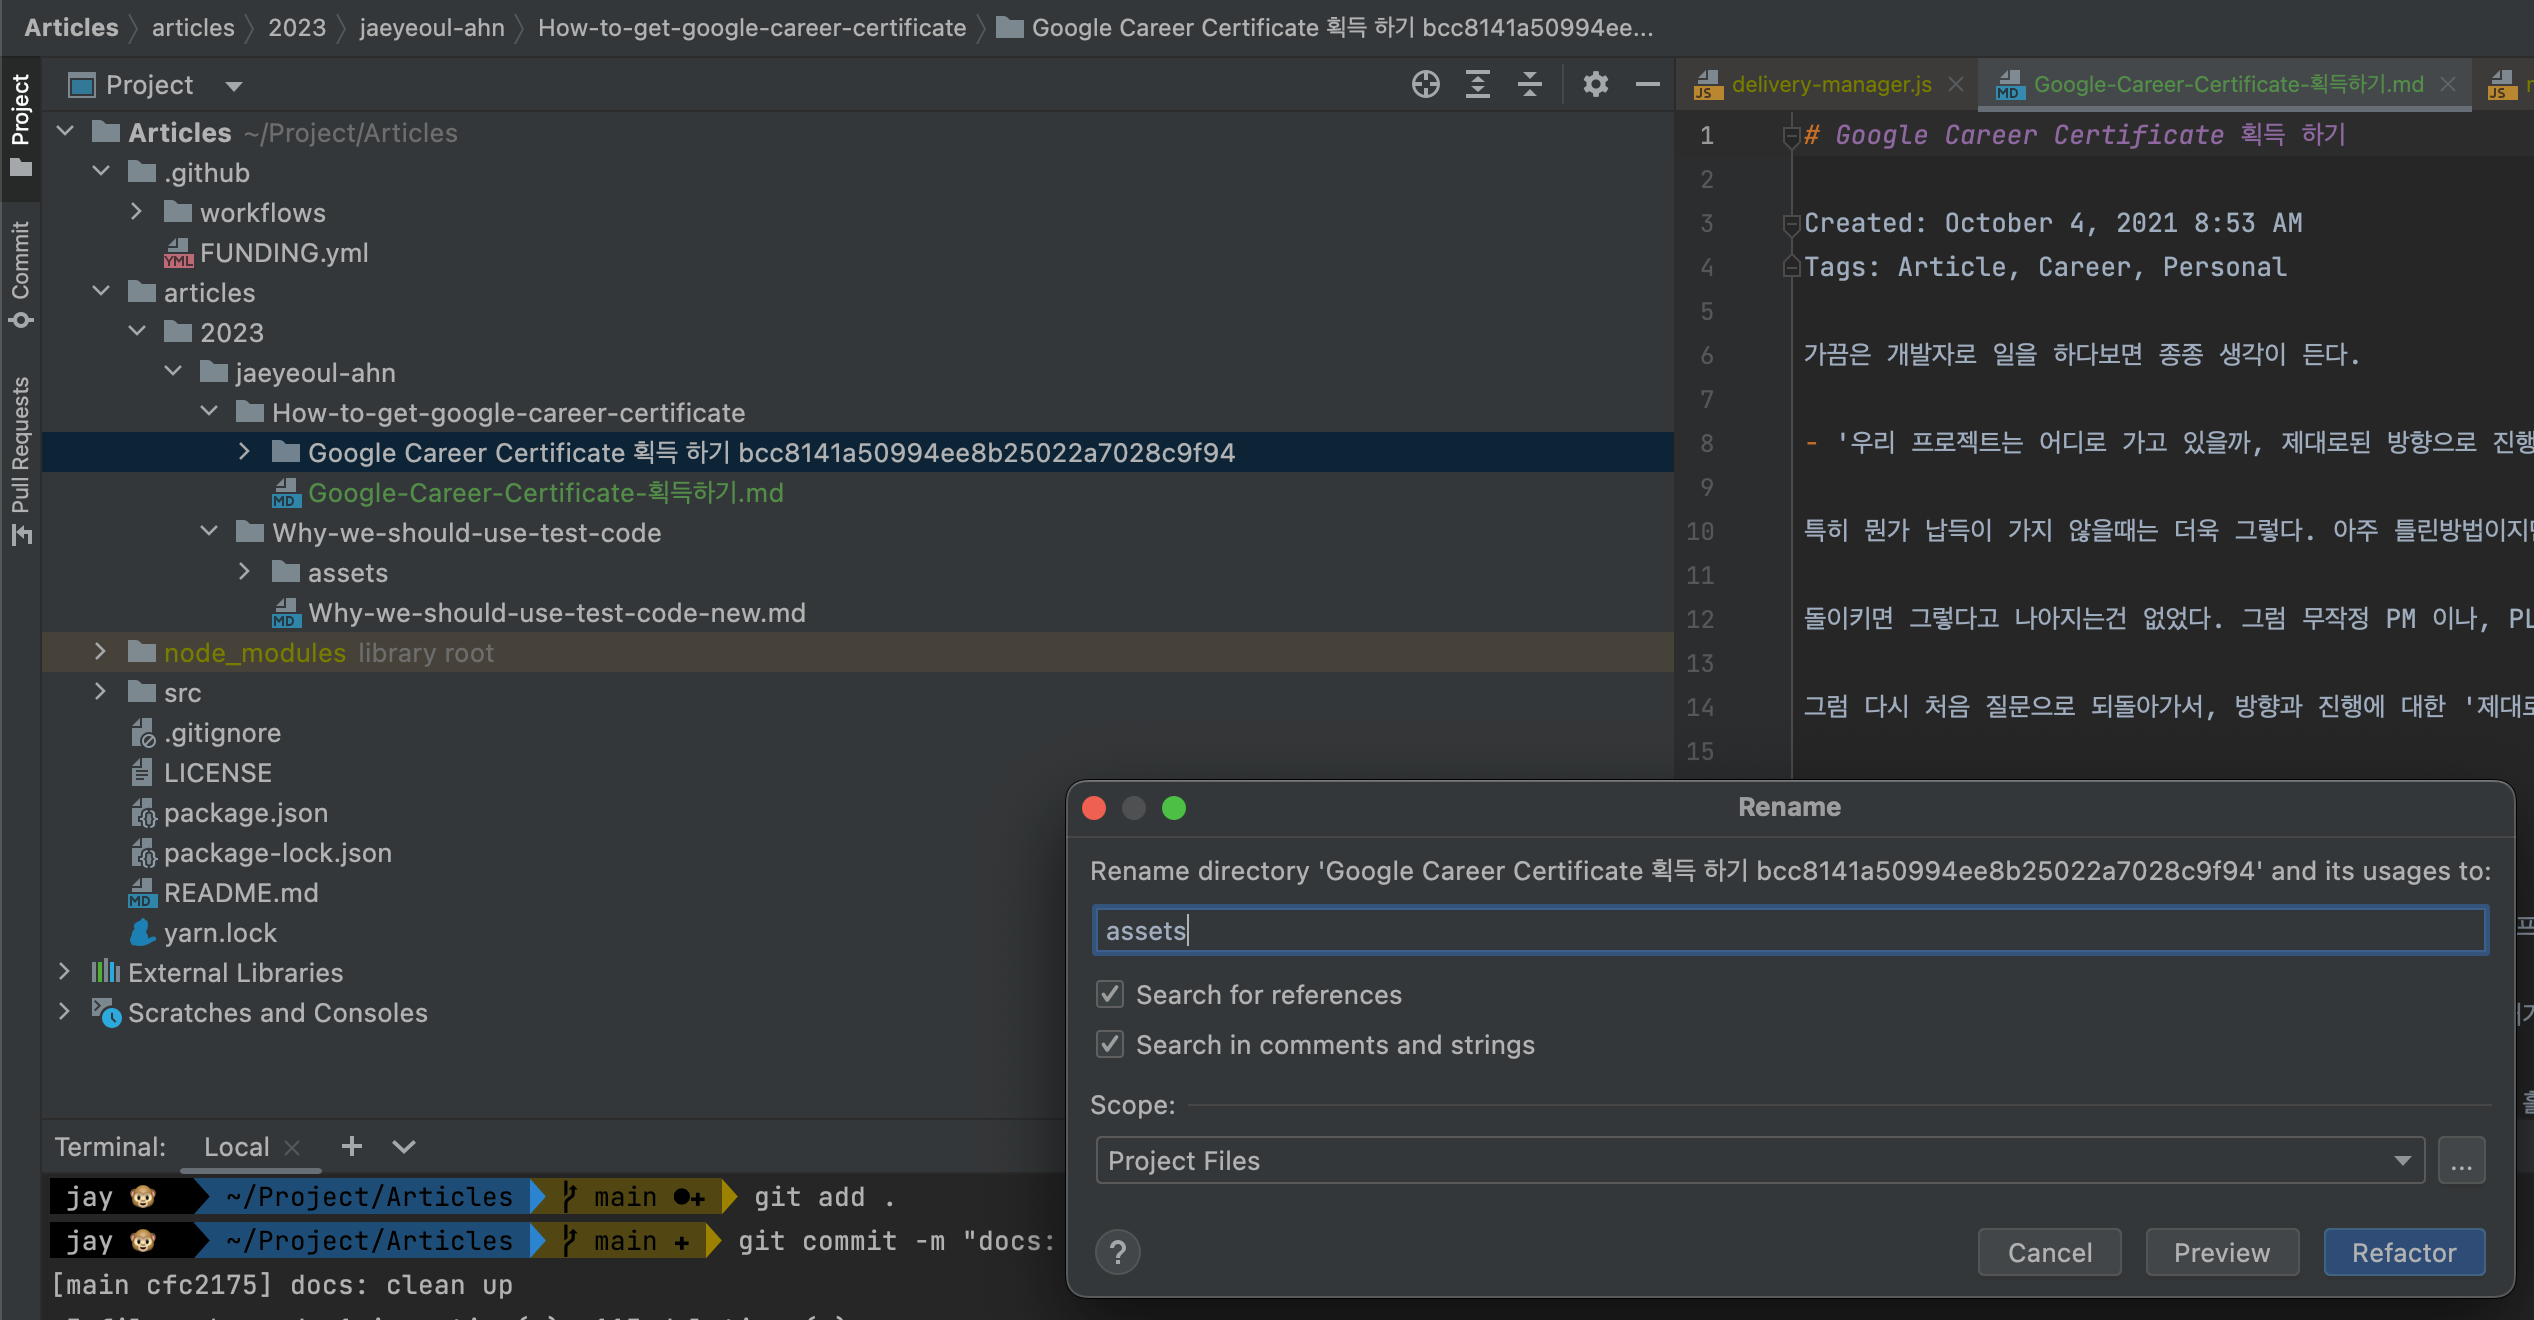 Articles articles 2023 jaeyeoul-ahn How-to-get-google-career-certificate Google Career Certificate 획득 하기 bcc8141a50994ee...
Project
Commit
Pull Requests
Project
Articles ~/Project/Articles
.github
workflows
FUNDING.yml
articles
2023
jaeyeoul-ahn
How-to-get-google-career-certificate
Google Career Certificate 획득 하기 bcc8141a50994ee8b25022a7028c9f94
Google-Career-Certificate-획득하기.md
Why-we-should-use-test-code
assets
Why-we-should-use-test-code-new.md
node_modules library root
src
.gitignore
LICENSE
package.json
package-lock.json
README.md
yarn.lock
External Libraries
Scratches and Consoles
delivery-manager.js Google-Career-Certificate-획득하기.md
1 # Google Career Certificate 획득 하기
2
3 Created: October 4, 2021 8:53 AM
4 Tags: Article, Career, Personal
5
6 가끔은 개발자로 일을 하다보면 종종 생각이 든다.
7
8 - '우리 프로젝트는 어디로 가고 있을까, 제대로된 방향으로 진행
9
10 특히 뭔가 납득이 가지 않을때는 더욱 그렇다. 아주 틀린방법이지만
11
12 돌이키면 그렇다고 나아지는건 없었다. 그럼 무작정 PM 이나, PL
13
14 그럼 다시 처음 질문으로 되돌아가서, 방향과 진행에 대한 '제대로
15
Rename
Rename directory 'Google Career Certificate 획득 하기 bcc8141a50994ee8b25022a7028c9f94' and its usages to:
assets
Search for references
Search in comments and strings
Scope:
Project Files ...
? Cancel Preview Refactor
Terminal: Local
jay ~/Project/Articles main ●+ git add .
jay ~/Project/Articles main + git commit -m "docs:
[main cfc2175] docs: clean up